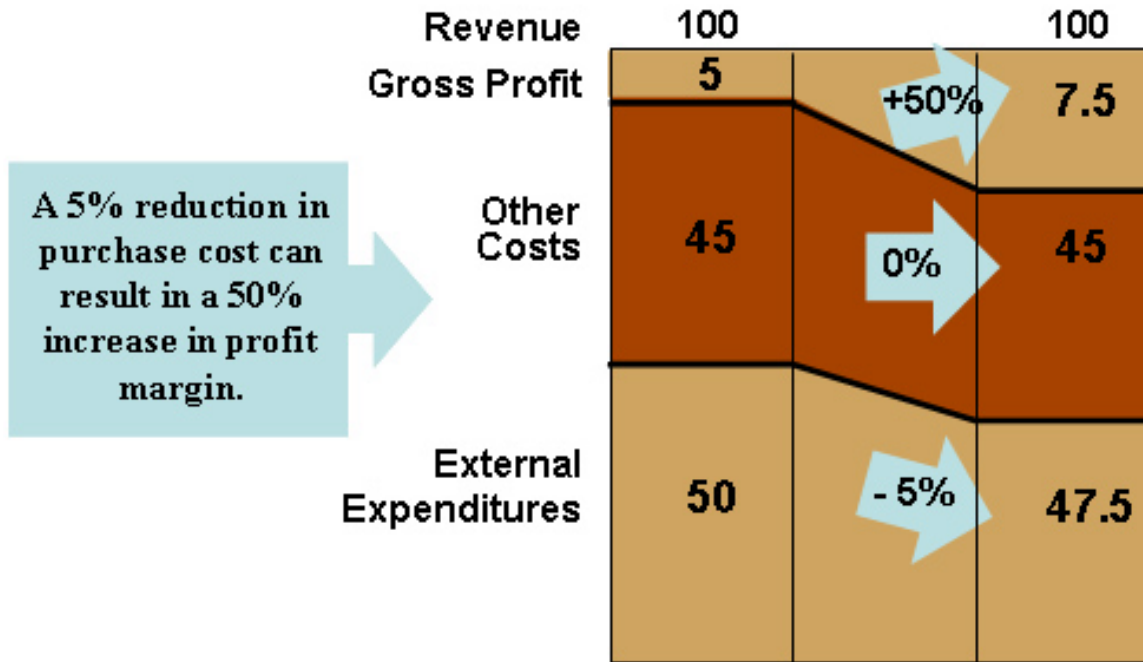 Revenue 100 100
Gross Profit 5 +50% 7.5
A 5% reduction in
purchase cost can
result in a 50%
increase in profit
margin.
Other
Costs 45 0% 45
External
Expenditures 50 - 5% 47.5